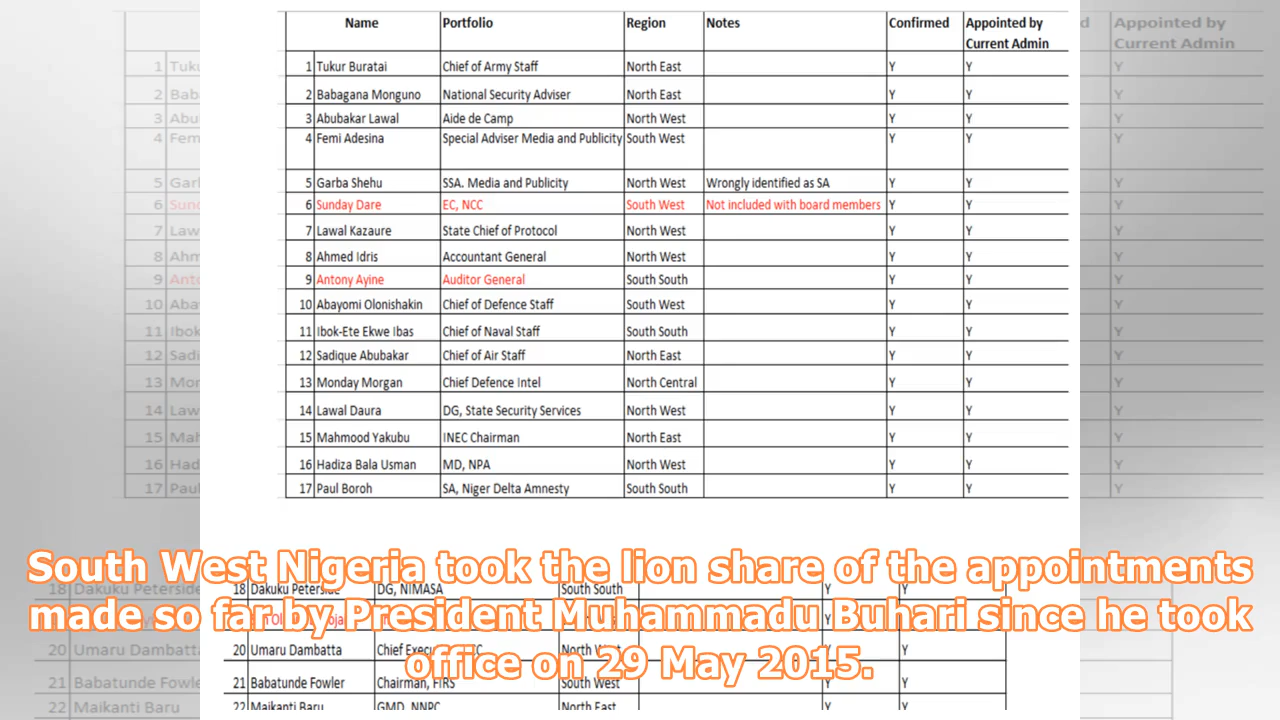 Name Portfolio Region Notes Confirmed Appointed by Current Admin
1 Tukur Buratai Chief of Army Staff North East Y Y
2 Babagana Monguno National Security Adviser North East Y Y
3 Abubakar Lawal Aide de Camp North West Y Y
4 Femi Adesina Special Adviser Media and Publicity South West Y Y
5 Garba Shehu SSA. Media and Publicity North West Wrongly identified as SA Y Y
6 Sunday Dare EC, NCC South West Not included with board members Y Y
7 Lawal Kazaure State Chief of Protocol North West Y Y
8 Ahmed Idris Accountant General North West Y Y
9 Antony Ayine Auditor General South South Y Y
10 Abayomi Olonishakin Chief of Defence Staff South West Y Y
11 Ibok-Ete Ekwe Ibas Chief of Naval Staff South South Y Y
12 Sadique Abubakar Chief of Air Staff North East Y Y
13 Monday Morgan Chief Defence Intel North Central Y Y
14 Lawal Daura DG, State Security Services North West Y Y
15 Mahmood Yakubu INEC Chairman North East Y Y
16 Hadiza Bala Usman MD, NPA North West Y Y
17 Paul Boroh SA, Niger Delta Amnesty South South Y Y
South West Nigeria took the lion share of the appointments
18 Dakuku Peterside DG, NIMASA South South Y Y
made so far by President Muhammadu Buhari since he took
20 Umaru Dambatta Chief North West Y Y
office on 29 May 2015.
21 Babatunde Fowler Chairman, FIRS South West Y Y
22 Maikanti Baru GMD, NNPC North East Y Y